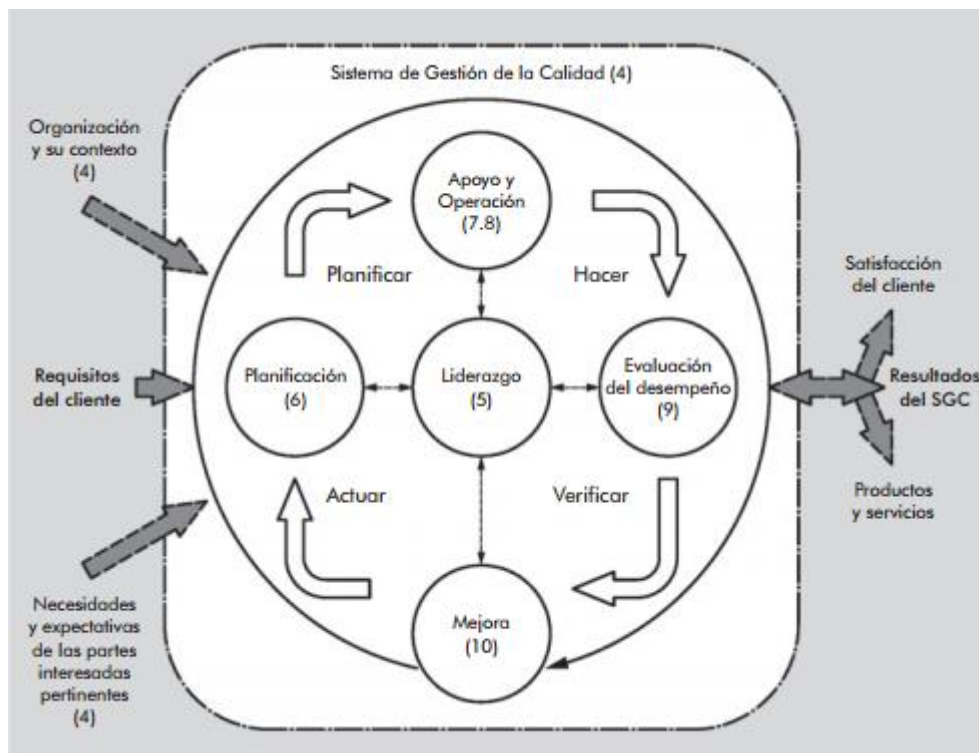 Sistema de Gestión de la Calidad (4)
Organización
y su contexto
(4)
Apoyo y
Operación
(7.8)
Planificar
Hacer
Satisfacción
del cliente
Requisitos
del cliente
Planificación
(6)
Liderazgo
(5)
Evaluación
del desempeño
(9)
Resultados
del SGC
Actuar
Verificar
Productos
y servicios
Necesidades
y expectativas
de las partes
interesadas
pertinentes
(4)
Mejora
(10)